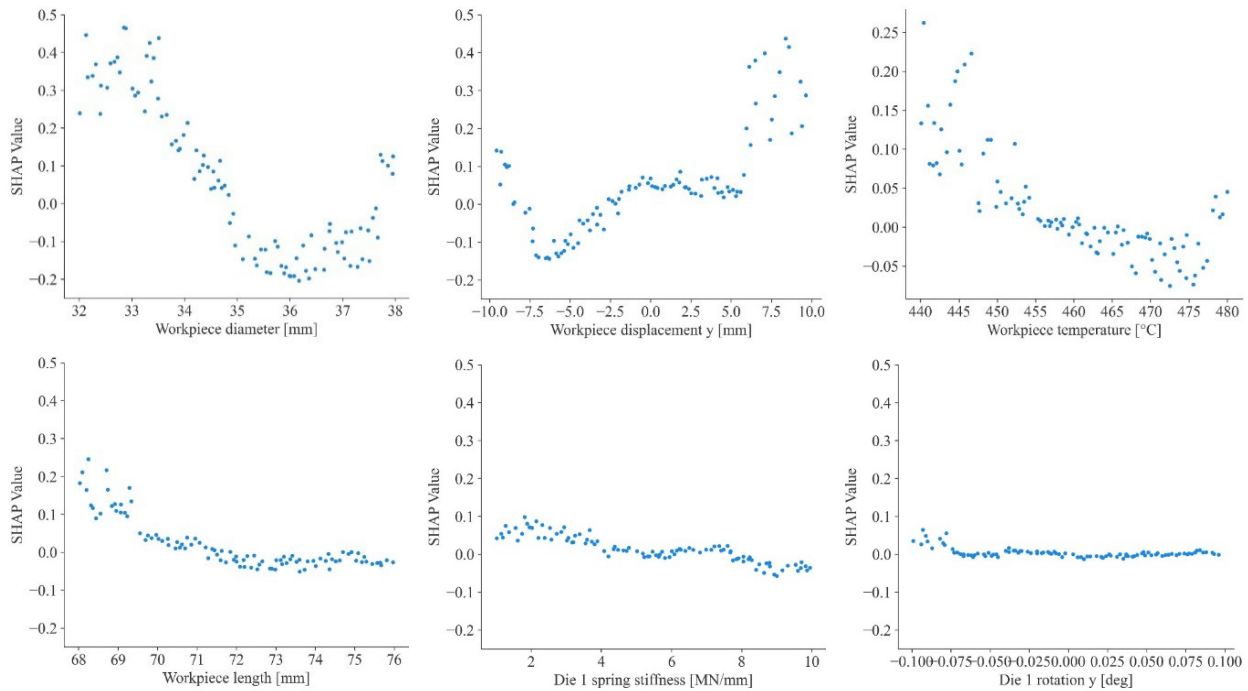 0.5
0.4
0.3
0.2
0.1
0.0
−0.1
−0.2
SHAP Value
32 33 34 35 36 37 38
Workpiece diameter [mm]
0.5
0.4
0.3
0.2
0.1
0.0
−0.1
−0.2
SHAP Value
−10.0 −7.5 −5.0 −2.5 0.0 2.5 5.0 7.5 10.0
Workpiece displacement y [mm]
0.25
0.20
0.15
0.10
0.05
0.00
−0.05
SHAP Value
440 445 450 455 460 465 470 475 480
Workpiece temperature [°C]
0.5
0.4
0.3
0.2
0.1
0.0
−0.1
−0.2
SHAP Value
68 69 70 71 72 73 74 75 76
Workpiece length [mm]
0.5
0.4
0.3
0.2
0.1
0.0
−0.1
−0.2
SHAP Value
2 4 6 8 10
Die 1 spring stiffness [MN/mm]
0.5
0.4
0.3
0.2
0.1
0.0
−0.1
−0.2
SHAP Value
−0.100 −0.075 −0.050 −0.025 0.000 0.025 0.050 0.075 0.100
Die 1 rotation y [deg]